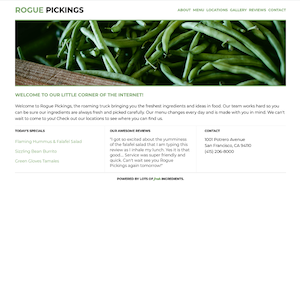 ROGUE PICKINGS
ABOUT MENU LOCATIONS GALLERY REVIEWS CONTACT
WELCOME TO OUR LITTLE CORNER OF THE INTERNET!
Welcome to Rogue Pickings, the roaming truck bringing you the freshest ingredients and ideas in food. Our team works hard so you
can be sure our ingredients are always fresh and picked carefully. Our menu changes every day and is made with you in mind. We can't
wait to come to you! Check out our locations to see where you can find us.
TODAY'S SPECIALS
Flaming Hummus & Falafel Salad
Sizzling Bean Burrito
Green Gloves Tamales
OUR AWESOME REVIEWS
"I got so excited about the yumminess
of the falafel salad that I am typing this
review as I inhale my lunch. Yes it is that
good.... Service was super friendly and
quick. Can't wait to see you Rogue
Pickings again tomorrow!"
CONTACT
1001 Potrero Avenue
San Francisco, CA 94110
(415) 206-8000
POWERED BY LOTS OF INGREDIENTS.